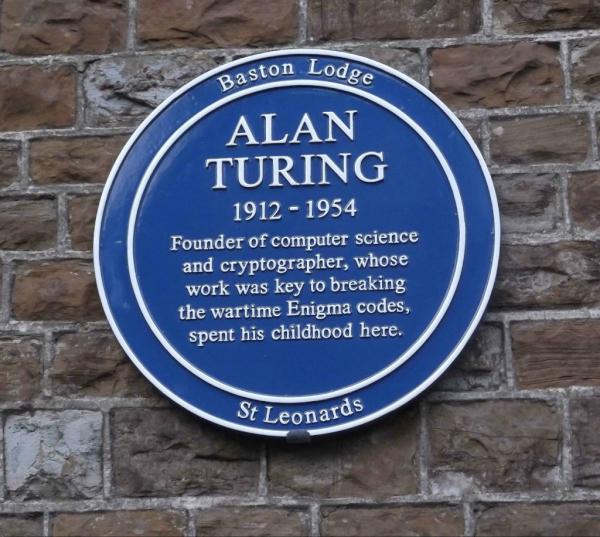 Baston Lodge
ALAN
TURING
1912 - 1954
Founder of computer science
and cryptographer, whose
work was key to breaking
the wartime Enigma codes,
spent his childhood here.
St Leonards